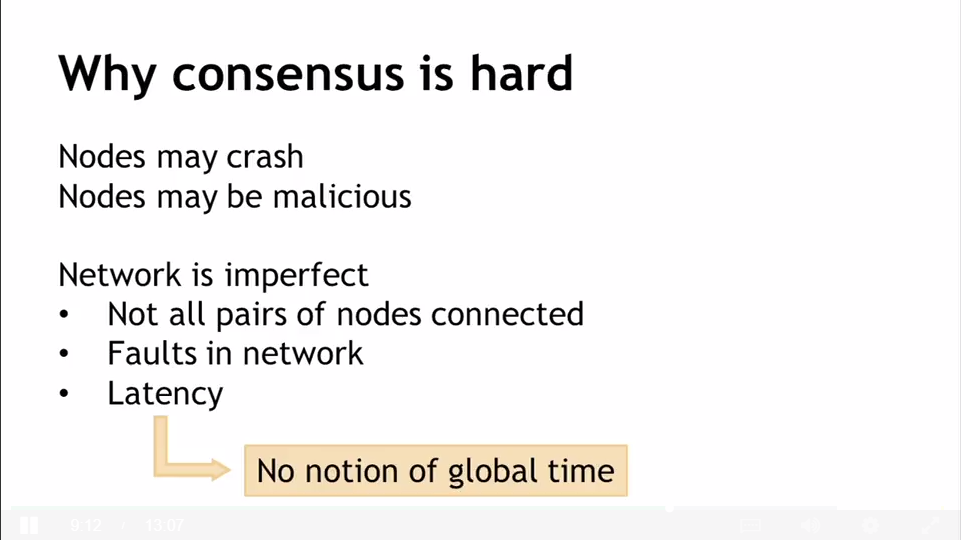 Why consensus is hard
Nodes may crash
Nodes may be malicious
Network is imperfect
• Not all pairs of nodes connected
• Faults in network
• Latency
No notion of global time
9:12 / 13:07